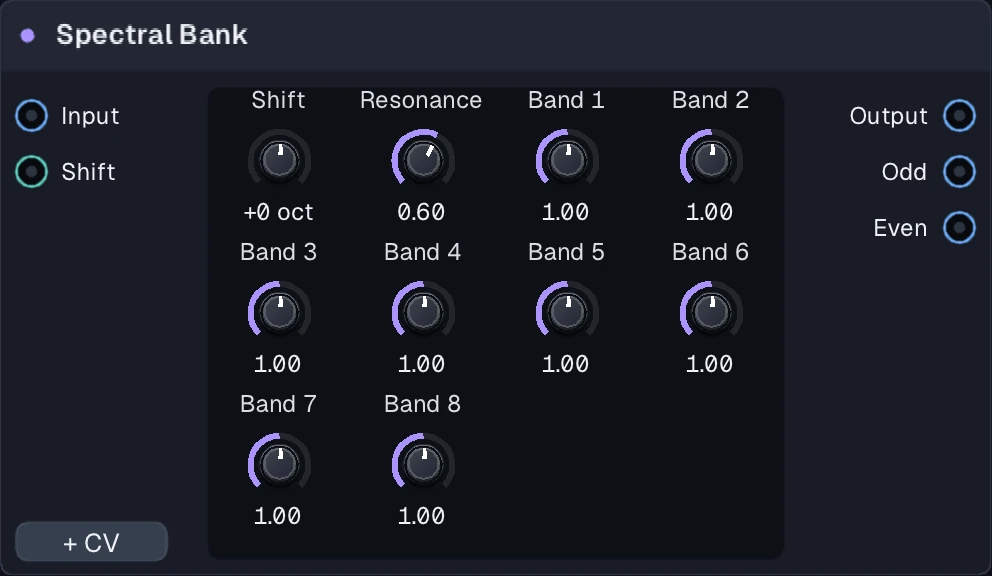 Spectral Bank
Input
Shift
Shift Resonance Band 1 Band 2
+0 oct 0.60 1.00 1.00
Band 3 Band 4 Band 5 Band 6
1.00 1.00 1.00 1.00
Band 7 Band 8
1.00 1.00
Output
Odd
Even
+ CV